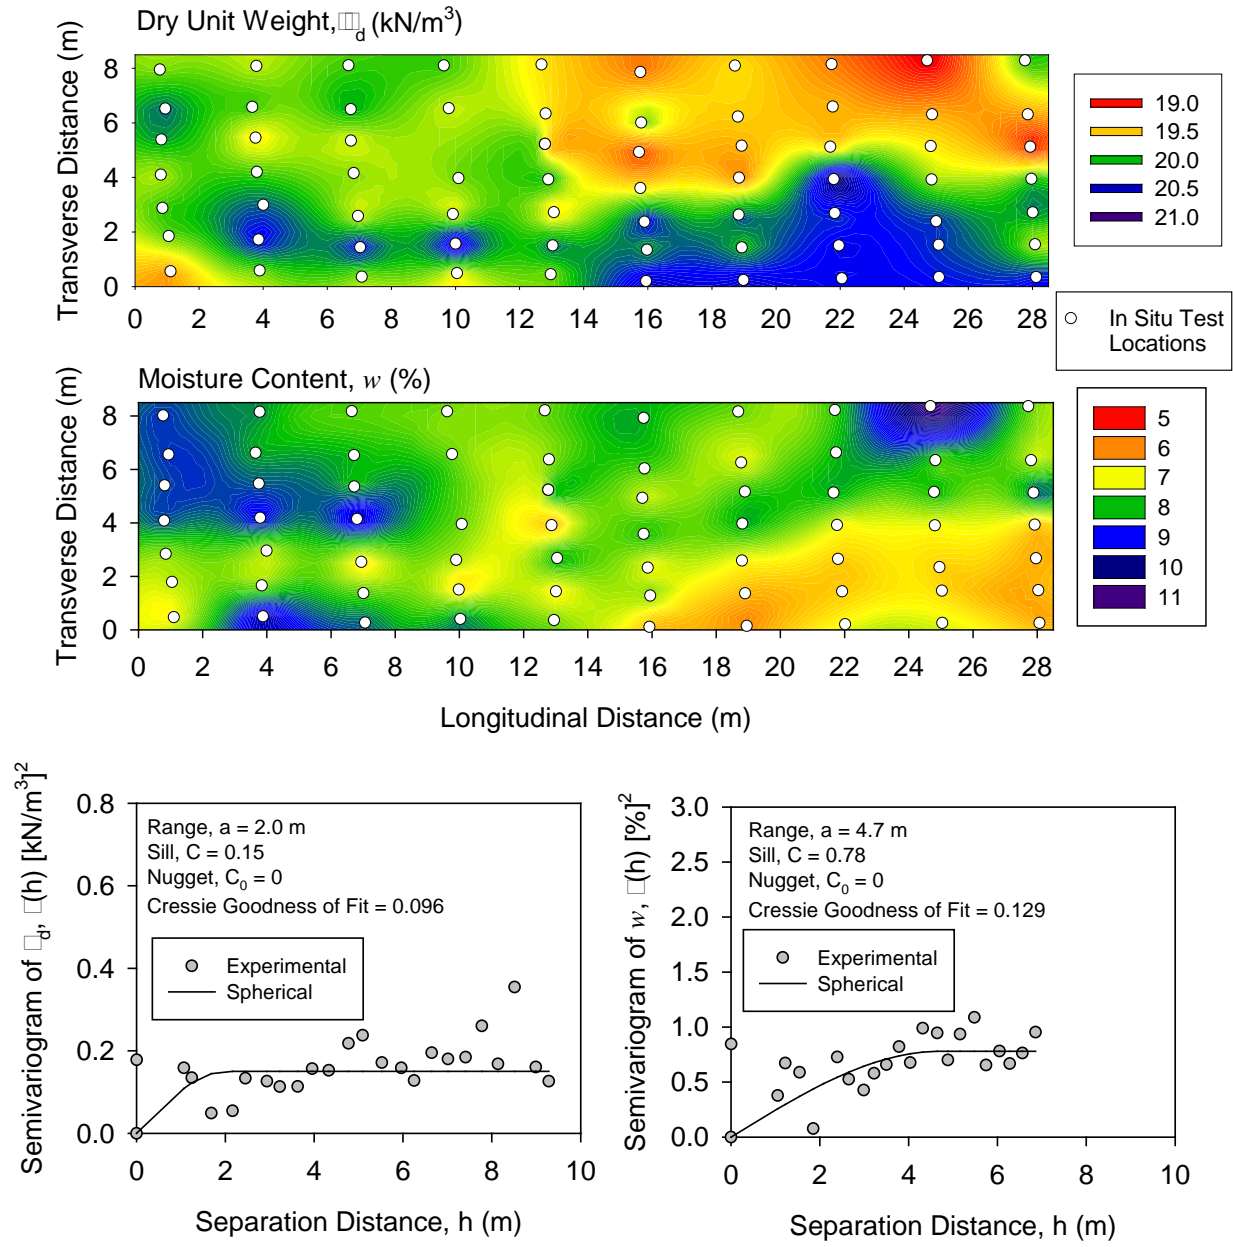 Dry Unit Weight, □□d (kN/m3)
Transverse Distance (m)
8
6
4
2
0
0 2 4 6 8 10 12 14 16 18 20 22 24 26 28
19.0
19.5
20.0
20.5
21.0
In Situ Test
Locations
Moisture Content, w (%)
Transverse Distance (m)
8
6
4
2
0
0 2 4 6 8 10 12 14 16 18 20 22 24 26 28
Longitudinal Distance (m)
5
6
7
8
9
10
11
Semivariogram of □d, □(h) [kN/m3]2
0.8
0.6
0.4
0.2
0.0
Range, a = 2.0 m
Sill, C = 0.15
Nugget, C0 = 0
Cressie Goodness of Fit = 0.096
Experimental
Spherical
0 2 4 6 8 10
Separation Distance, h (m)
Semivariogram of w, □(h) [%]2
3.0
2.5
2.0
1.5
1.0
0.5
0.0
Range, a = 4.7 m
Sill, C = 0.78
Nugget, C0 = 0
Cressie Goodness of Fit = 0.129
Experimental
Spherical
0 2 4 6 8 10
Separation Distance, h (m)